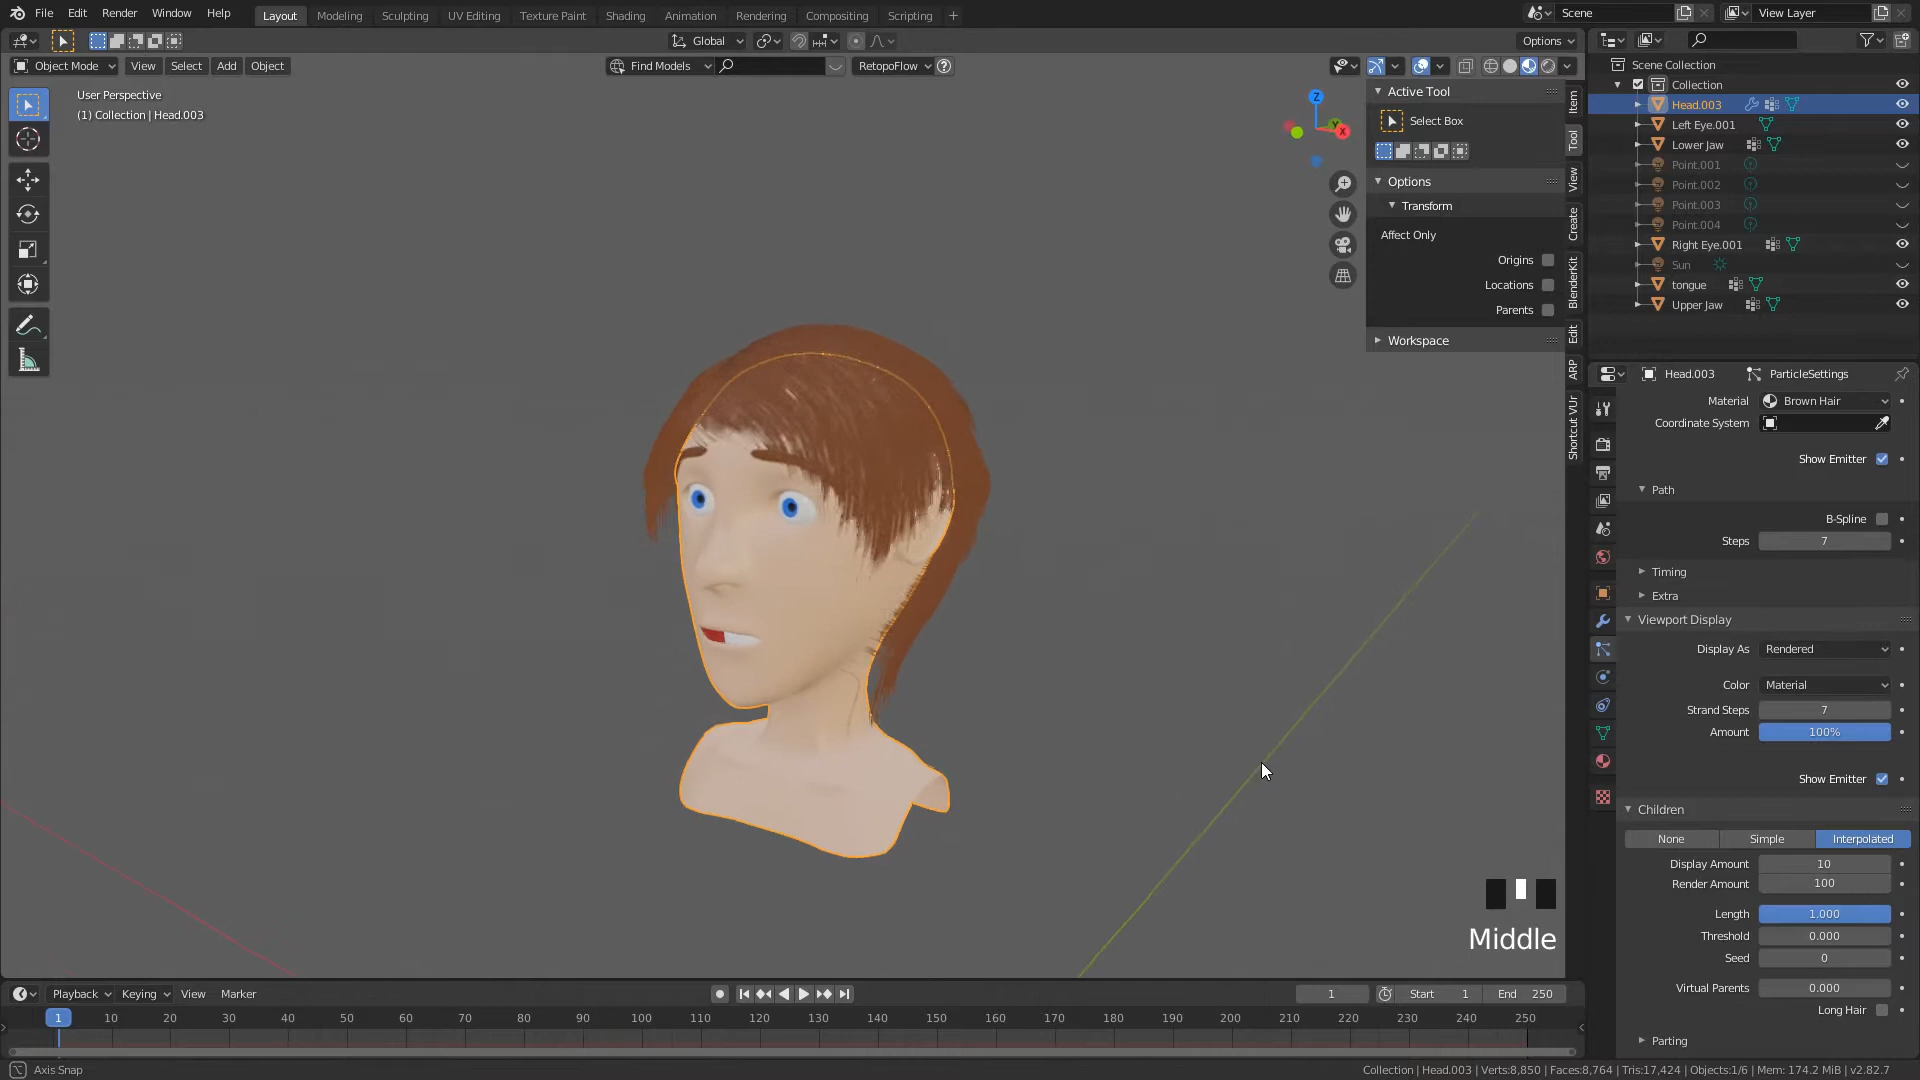 File Edit Render Window Help Layout Modeling Sculpting UV Editing Texture Paint Shading Animation Rendering Compositing Scripting + Scene View Layer
Global Options
Object Mode View Select Add Object Find Models RetopoFlow
User Perspective
(1) Collection | Head.003
Z
Y
X
Active Tool
Select Box
Options
Transform
Affect Only
Origins
Locations
Parents
Workspace
Item
Tool
View
Create
BlenderKit
Edit
ARP
Shortcut VUr
Scene Collection
Collection
Head.003
Left Eye.001
Lower Jaw
Point.001
Point.002
Point.003
Point.004
Right Eye.001
Sun
tongue
Upper Jaw
Head.003 ParticleSettings
Material Brown Hair
Coordinate System
Show Emitter
Path
B-Spline
Steps 7
Timing
Extra
Viewport Display
Display As Rendered
Color Material
Strand Steps 7
Amount 100%
Show Emitter
Children
None Simple Interpolated
Display Amount 10
Render Amount 100
Length 1.000
Threshold 0.000
Seed 0
Virtual Parents 0.000
Long Hair
Parting
Middle
Playback Keying View Marker 1 Start 1 End 250
1 10 20 30 40 50 60 70 80 90 100 110 120 130 140 150 160 170 180 190 200 210 220 230 240 250
Axis Snap Collection | Head.003 | Verts:8,850 | Faces:8,764 | Tris:17,424 | Objects:1/6 | Mem: 174.2 MiB | v2.82.7